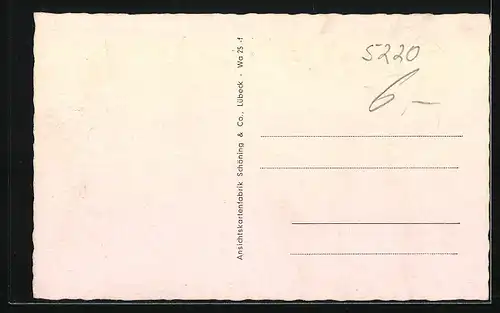 5220
6,-
Ansichtskartenfabrik Schöning & Co., Lübeck · Wa 25 -f